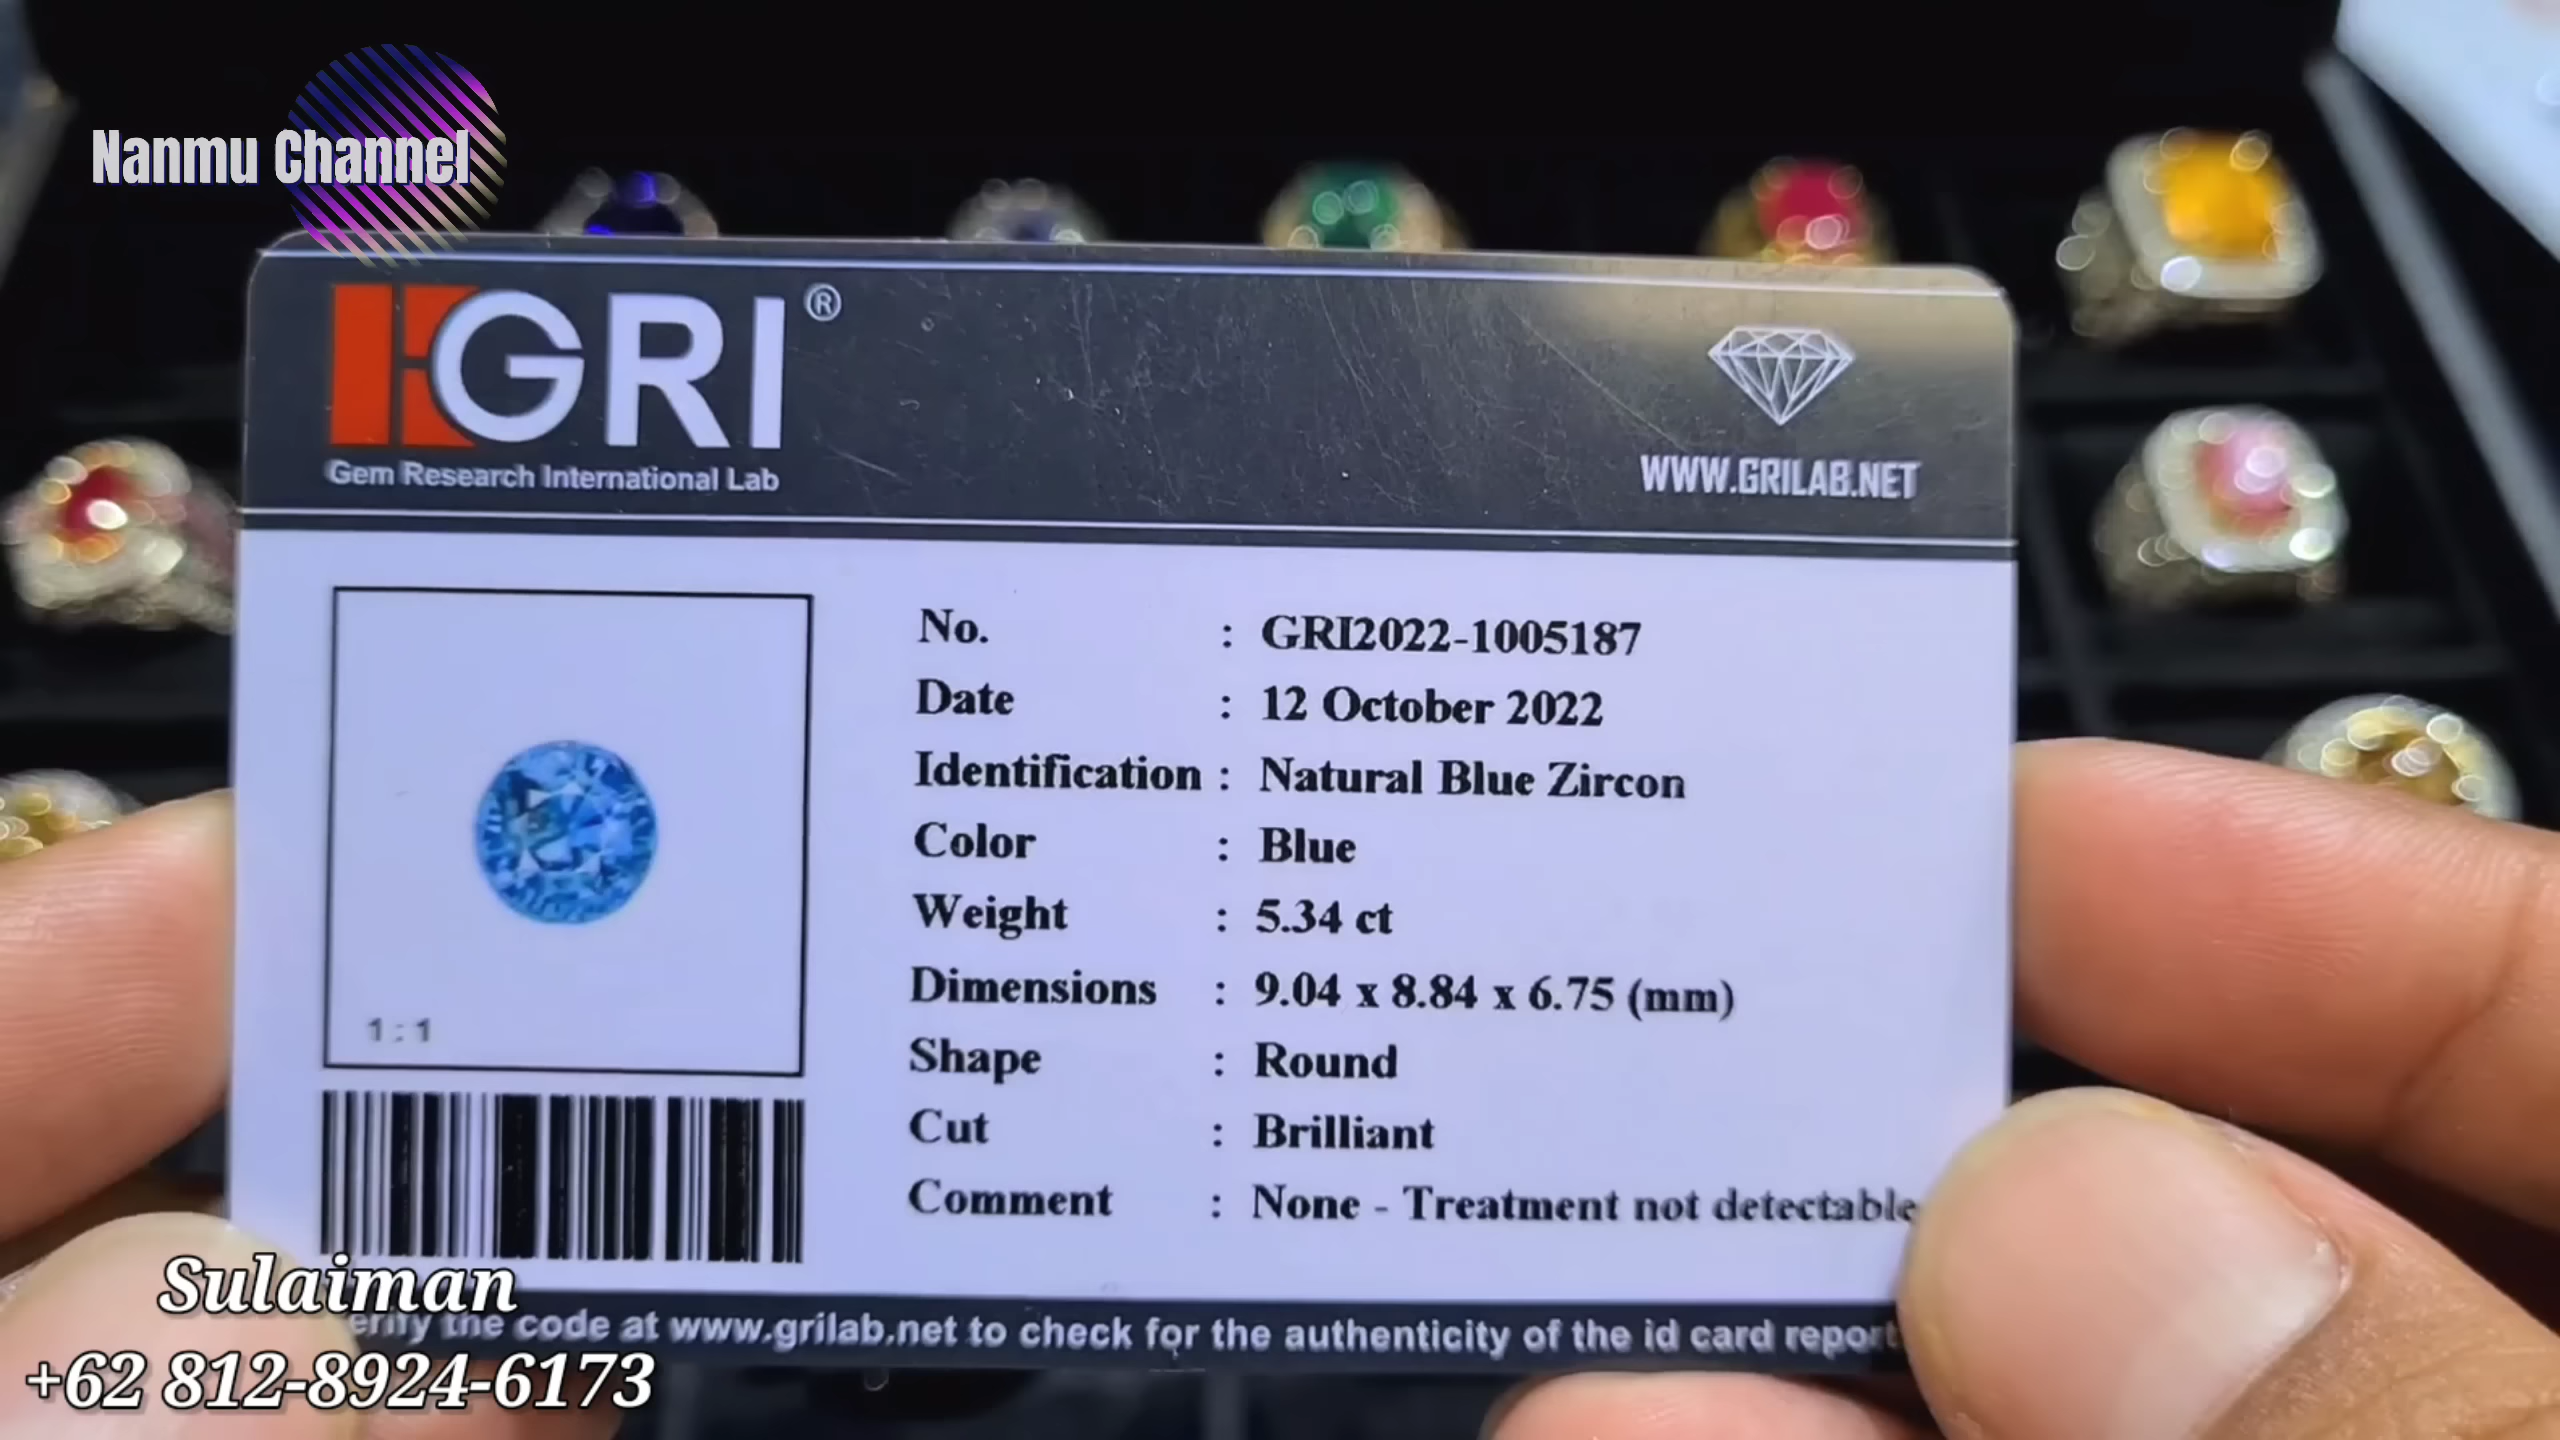 Nanmu Channel
GRI®
Gem Research International Lab
WWW.GRILAB.NET
No. : GRI2022-1005187
Date : 12 October 2022
Identification : Natural Blue Zircon
Color : Blue
Weight : 5.34 ct
Dimensions : 9.04 x 8.84 x 6.75 (mm)
Shape : Round
Cut : Brilliant
Comment : None - Treatment not detectable
1 : 1
the code at www.grilab.net to check for the authenticity of the id card report
Sulaiman
+62 812-8924-6173